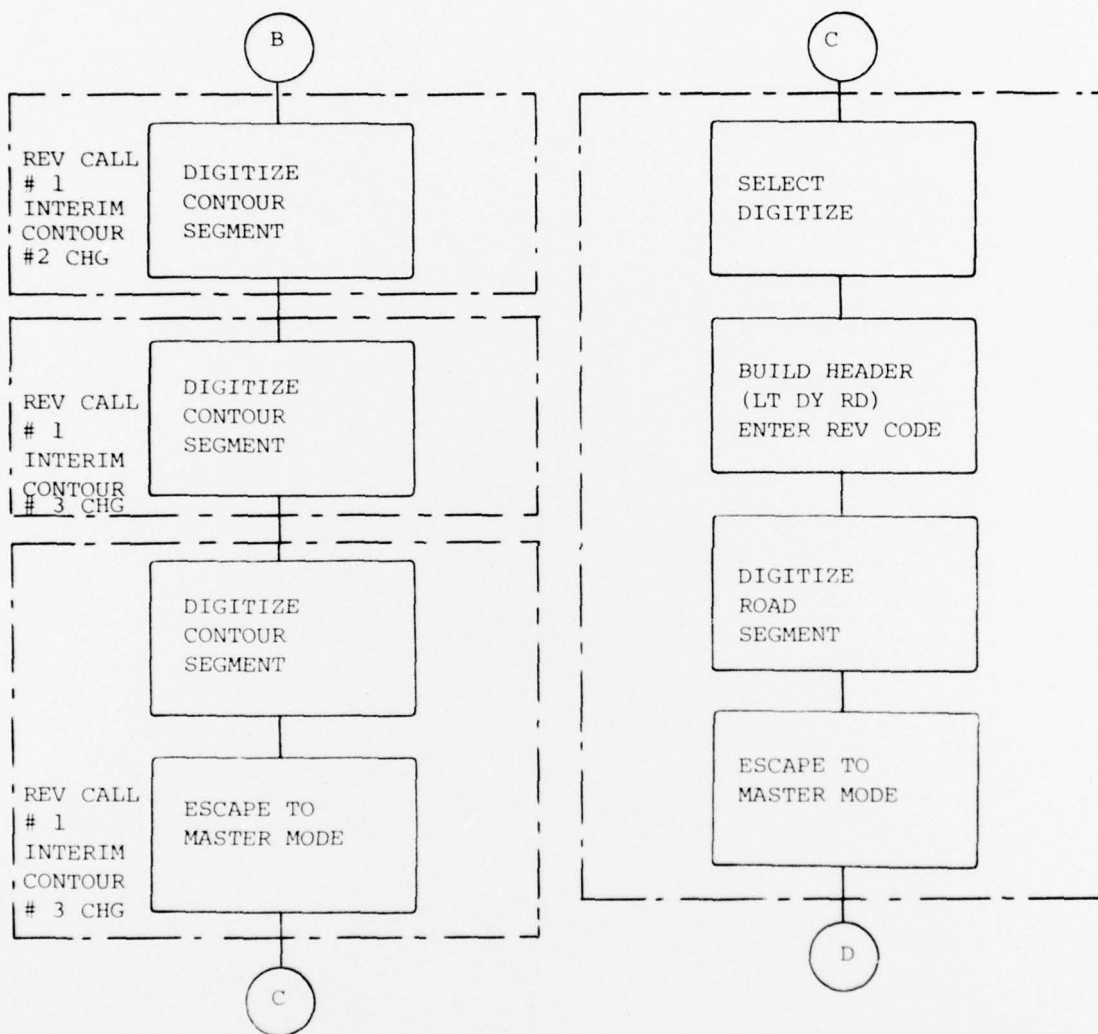 B
REV CALL
# 1
INTERIM
CONTOUR
#2 CHG
DIGITIZE
CONTOUR
SEGMENT
REV CALL
# 1
INTERIM
CONTOUR
# 3 CHG
DIGITIZE
CONTOUR
SEGMENT
DIGITIZE
CONTOUR
SEGMENT
REV CALL
# 1
INTERIM
CONTOUR
# 3 CHG
ESCAPE TO
MASTER MODE
C
C
SELECT
DIGITIZE
BUILD HEADER
(LT DY RD)
ENTER REV CODE
DIGITIZE
ROAD
SEGMENT
ESCAPE TO
MASTER MODE
D